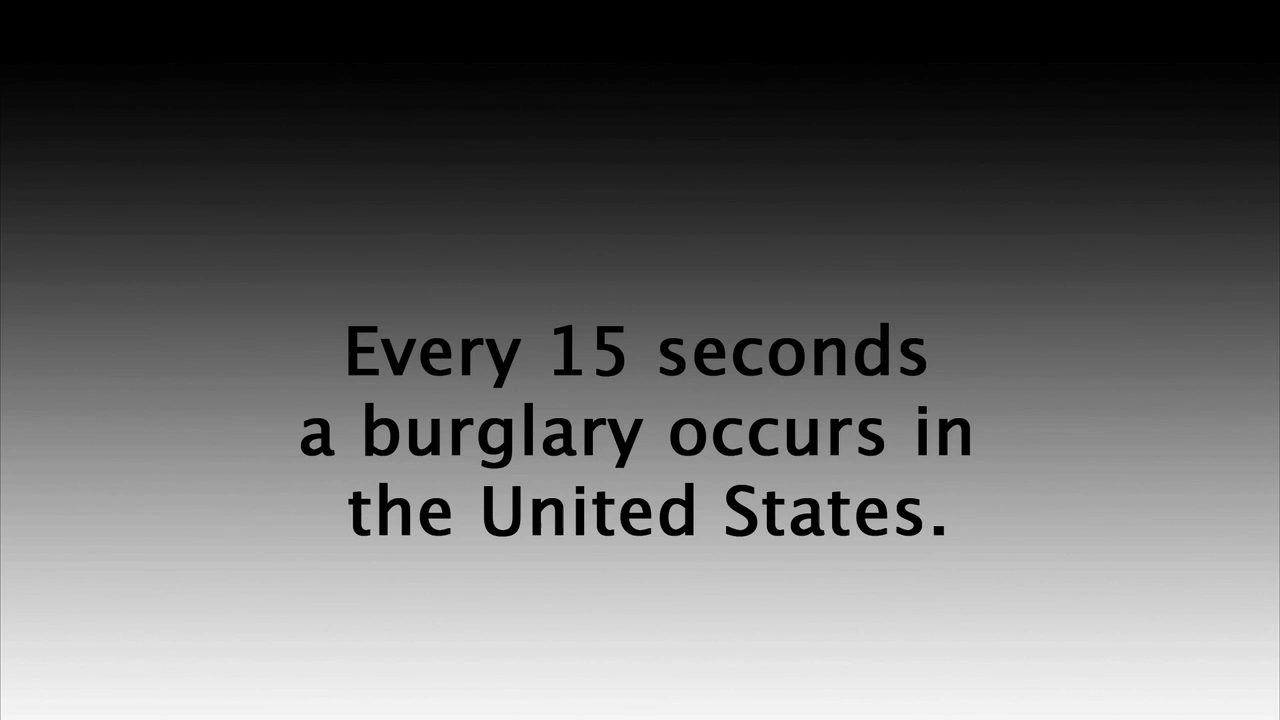 Every 15 seconds
a burglary occurs in
the United States.